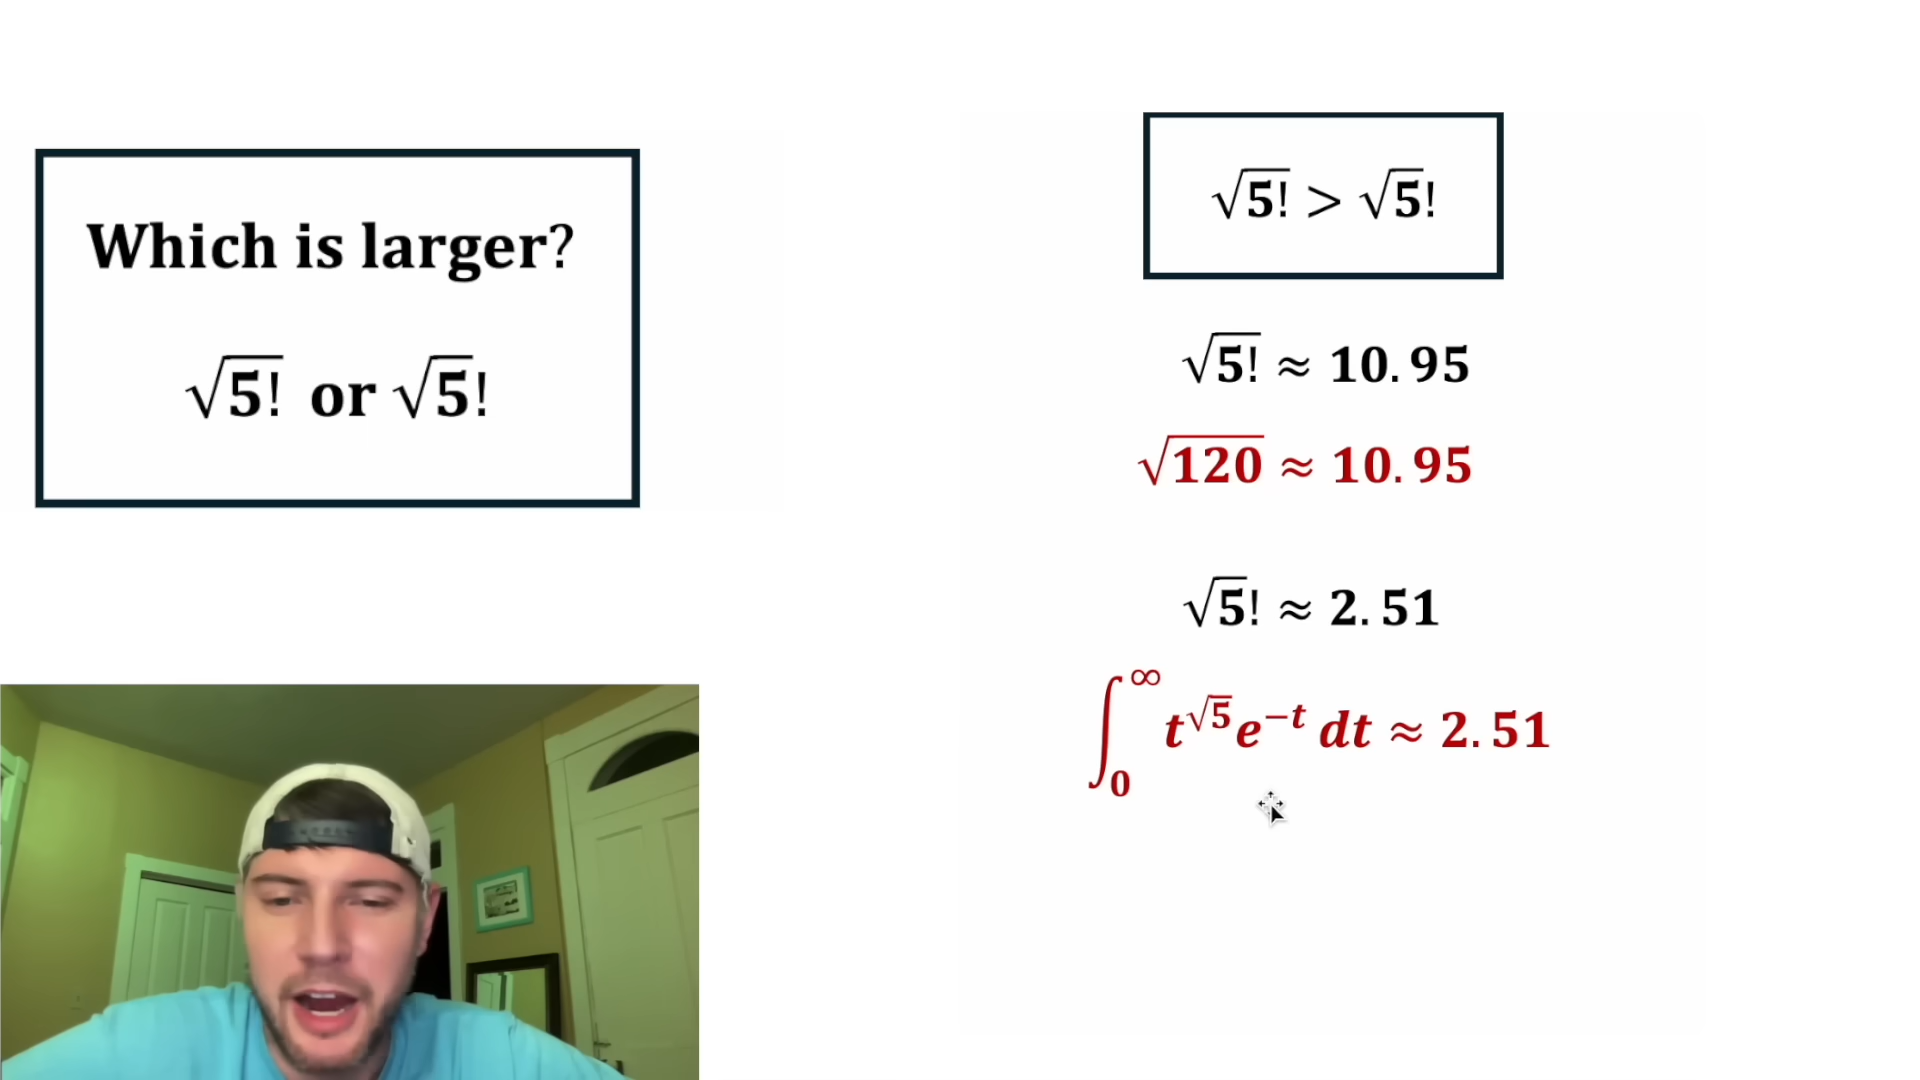 Which is larger?
√5! or √5!
√5! > √5!
√5! ≈ 10.95
√120 ≈ 10.95
√5! ≈ 2.51
∫₀^∞ t^√5 e^−t dt ≈ 2.51